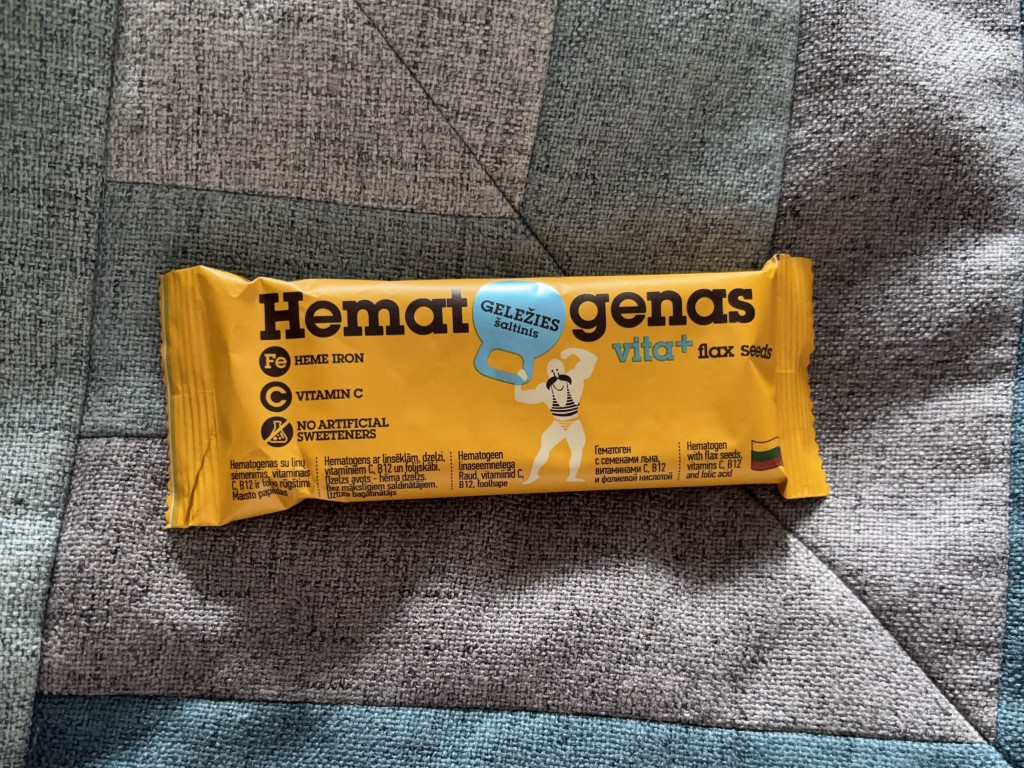 Hemat genas
GELEŽIES
šaltinis
vita+ flax seeds
Fe HEME IRON
C VITAMIN C
NO ARTIFICIAL
SWEETENERS
Hematogenas su linų
sėmenimis, vitaminais
C, B12 ir folio rūgštimi
Maisto papildas
Hematogens ar linsēklām, dzelzi,
vitamīniem C, B12 un folijskābi.
Dzelzs avots - hēma dzelzs.
Bez mākslīgiem saldinātājiem.
Uztura bagātinātājs
Hematogeen
linaseemnetega
Raud, vitamiinid C,
B12, foolhape
Гематоген
с семенами льна,
витаминами C, B12
и фолиевой кислотой
Hematogen
with flax seeds,
vitamins C, B12
and folic acid